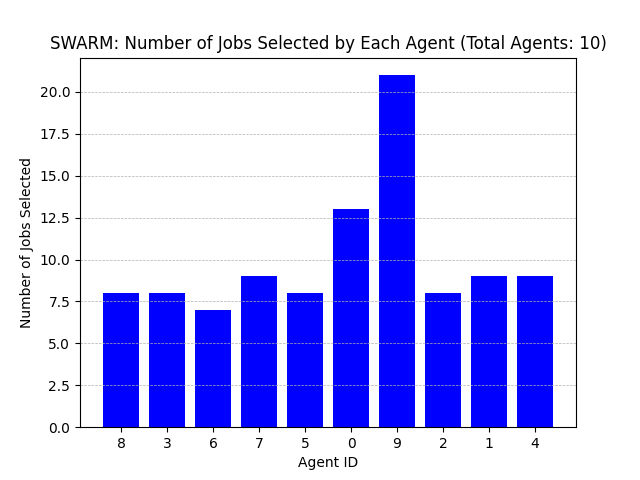 SWARM: Number of Jobs Selected by Each Agent (Total Agents: 10)
Number of Jobs Selected
20.0
17.5
15.0
12.5
10.0
7.5
5.0
2.5
0.0
8 3 6 7 5 0 9 2 1 4
Agent ID